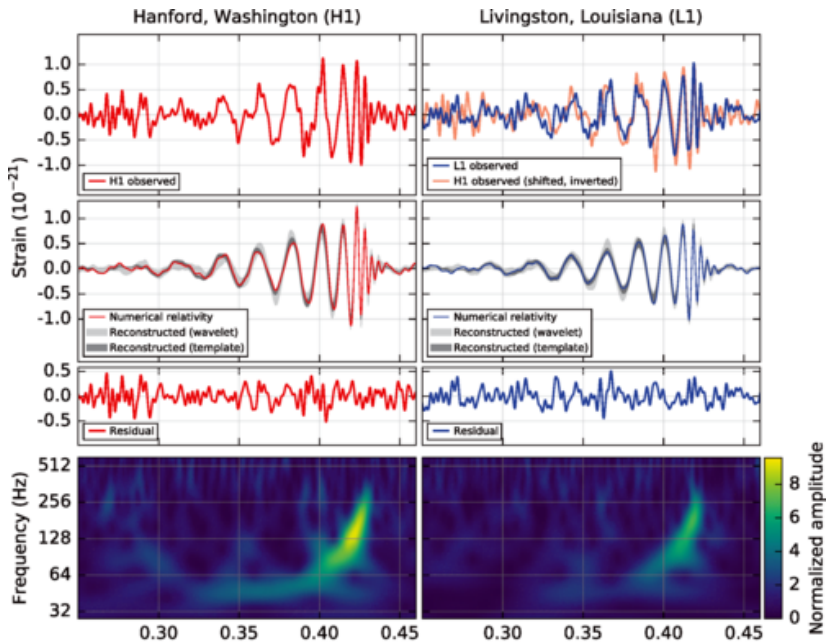 Hanford, Washington (H1)
Livingston, Louisiana (L1)
Strain (10⁻²¹)
1.0
0.5
0.0
-0.5
-1.0
H1 observed
L1 observed
H1 observed (shifted, inverted)
1.0
0.5
0.0
-0.5
-1.0
Numerical relativity
Reconstructed (wavelet)
Reconstructed (template)
Numerical relativity
Reconstructed (wavelet)
Reconstructed (template)
0.5
0.0
-0.5
Residual
Residual
Frequency (Hz)
512
256
128
64
32
0.30
0.35
0.40
0.45
0.30
0.35
0.40
0.45
8
6
4
2
0
Normalized amplitude